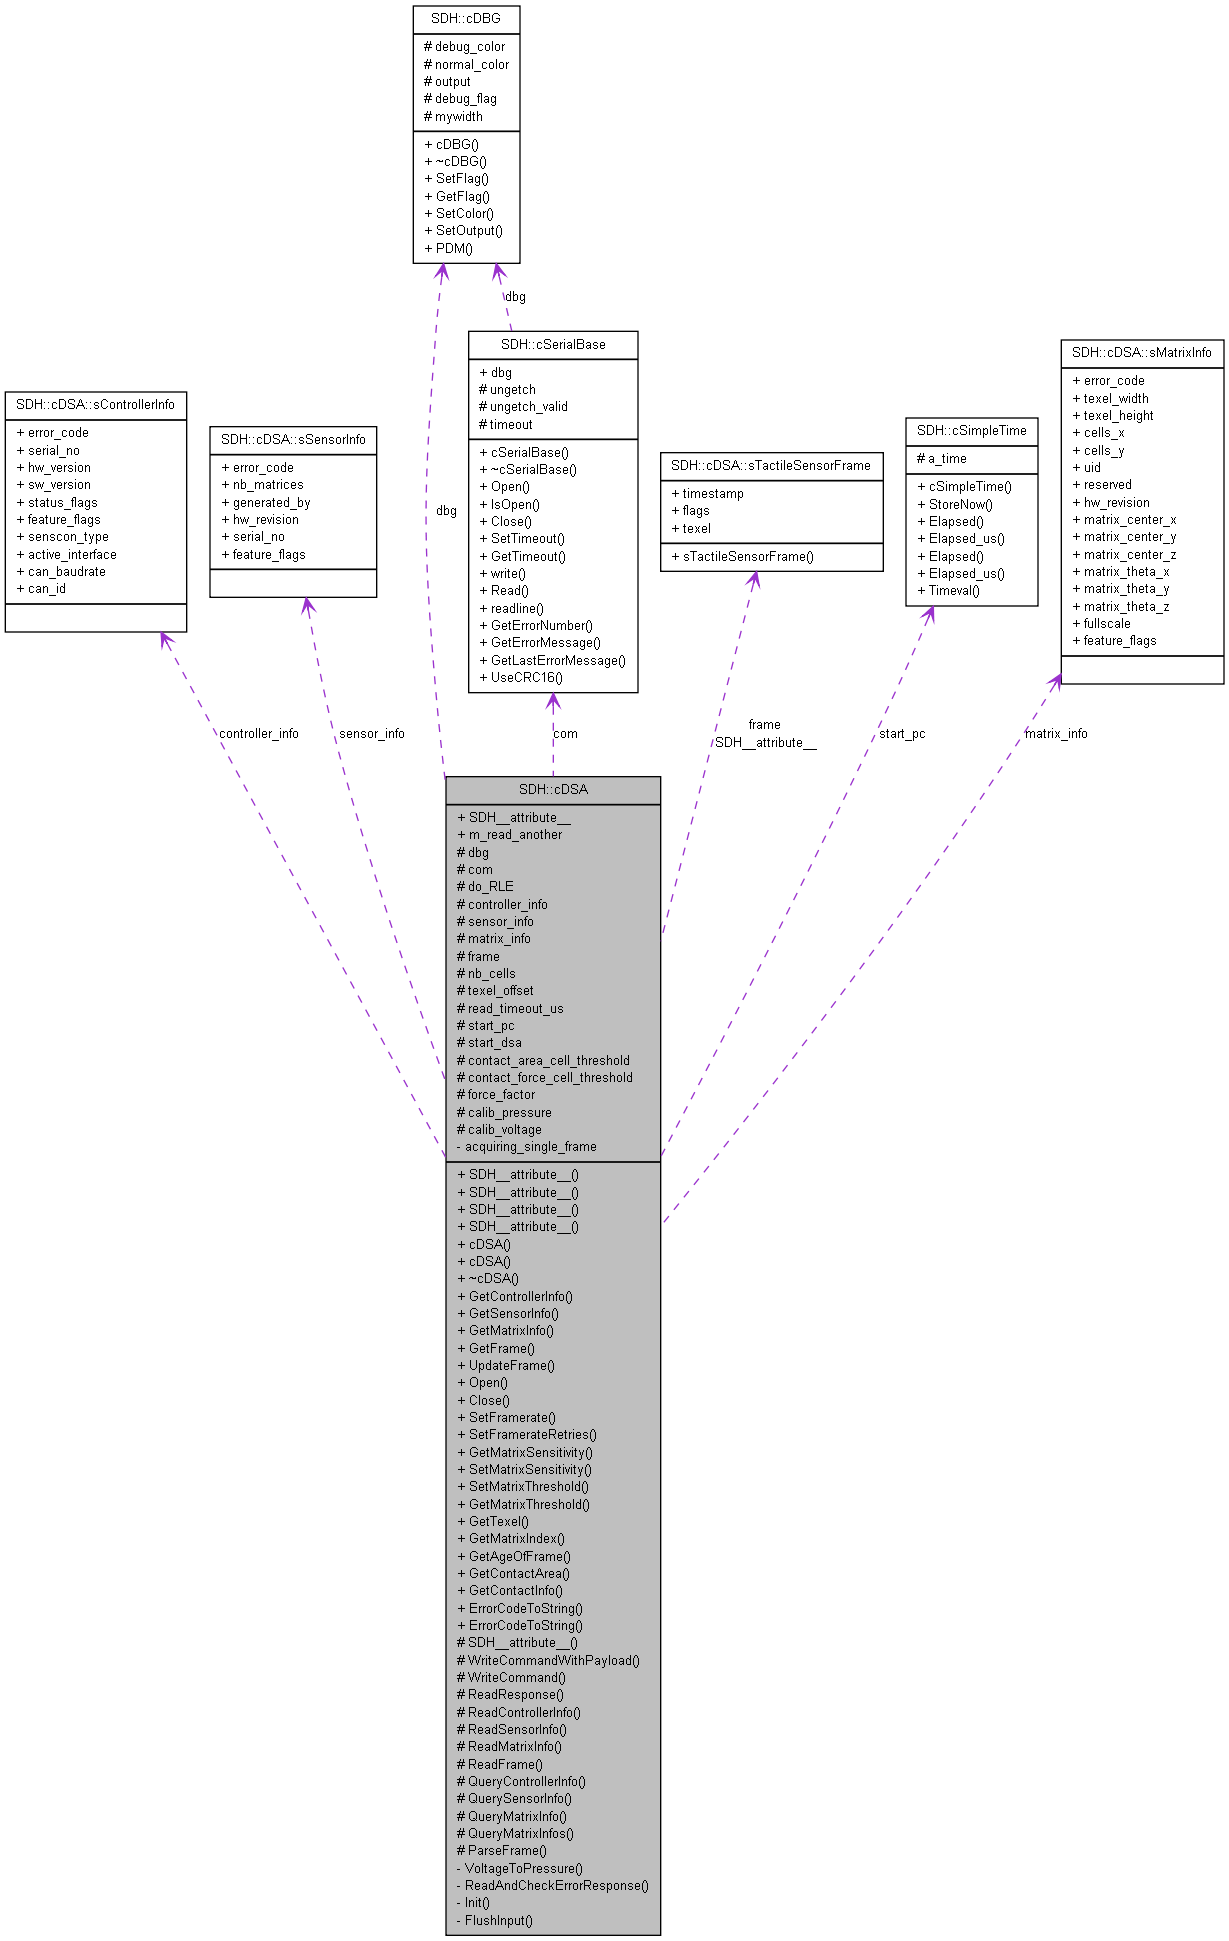 SDH::cDBG
# debug_color
# normal_color
# output
# debug_flag
# mywidth
+ cDBG()
+ ~cDBG()
+ SetFlag()
+ GetFlag()
+ SetColor()
+ SetOutput()
+ PDM()
dbg
SDH::cSerialBase
+ dbg
# ungetch
# ungetch_valid
# timeout
+ cSerialBase()
+ ~cSerialBase()
+ Open()
+ IsOpen()
+ Close()
+ SetTimeout()
+ GetTimeout()
+ write()
+ Read()
+ readline()
+ GetErrorNumber()
+ GetErrorMessage()
+ GetLastErrorMessage()
+ UseCRC16()
SDH::cDSA::sControllerInfo
+ error_code
+ serial_no
+ hw_version
+ sw_version
+ status_flags
+ feature_flags
+ senscon_type
+ active_interface
+ can_baudrate
+ can_id
SDH::cDSA::sSensorInfo
+ error_code
+ nb_matrices
+ generated_by
+ hw_revision
+ serial_no
+ feature_flags
dbg
SDH::cDSA::sTactileSensorFrame
+ timestamp
+ flags
+ texel
+ sTactileSensorFrame()
SDH::cSimpleTime
# a_time
+ cSimpleTime()
+ StoreNow()
+ Elapsed()
+ Elapsed_us()
+ Elapsed()
+ Elapsed_us()
+ Timeval()
SDH::cDSA::sMatrixInfo
+ error_code
+ texel_width
+ texel_height
+ cells_x
+ cells_y
+ uid
+ reserved
+ hw_revision
+ matrix_center_x
+ matrix_center_y
+ matrix_center_z
+ matrix_theta_x
+ matrix_theta_y
+ matrix_theta_z
+ fullscale
+ feature_flags
controller_info
sensor_info
com
frame
SDH__attribute__
start_pc
matrix_info
SDH::cDSA
+ SDH__attribute__
+ m_read_another
# dbg
# com
# do_RLE
# controller_info
# sensor_info
# matrix_info
# frame
# nb_cells
# texel_offset
# read_timeout_us
# start_pc
# start_dsa
# contact_area_cell_threshold
# contact_force_cell_threshold
# force_factor
# calib_pressure
# calib_voltage
- acquiring_single_frame
+ SDH__attribute__()
+ SDH__attribute__()
+ SDH__attribute__()
+ SDH__attribute__()
+ cDSA()
+ cDSA()
+ ~cDSA()
+ GetControllerInfo()
+ GetSensorInfo()
+ GetMatrixInfo()
+ GetFrame()
+ UpdateFrame()
+ Open()
+ Close()
+ SetFramerate()
+ SetFramerateRetries()
+ GetMatrixSensitivity()
+ SetMatrixSensitivity()
+ SetMatrixThreshold()
+ GetMatrixThreshold()
+ GetTexel()
+ GetMatrixIndex()
+ GetAgeOfFrame()
+ GetContactArea()
+ GetContactInfo()
+ ErrorCodeToString()
+ ErrorCodeToString()
# SDH__attribute__()
# WriteCommandWithPayload()
# WriteCommand()
# ReadResponse()
# ReadControllerInfo()
# ReadSensorInfo()
# ReadMatrixInfo()
# ReadFrame()
# QueryControllerInfo()
# QuerySensorInfo()
# QueryMatrixInfo()
# QueryMatrixInfos()
# ParseFrame()
- VoltageToPressure()
- ReadAndCheckErrorResponse()
- Init()
- FlushInput()